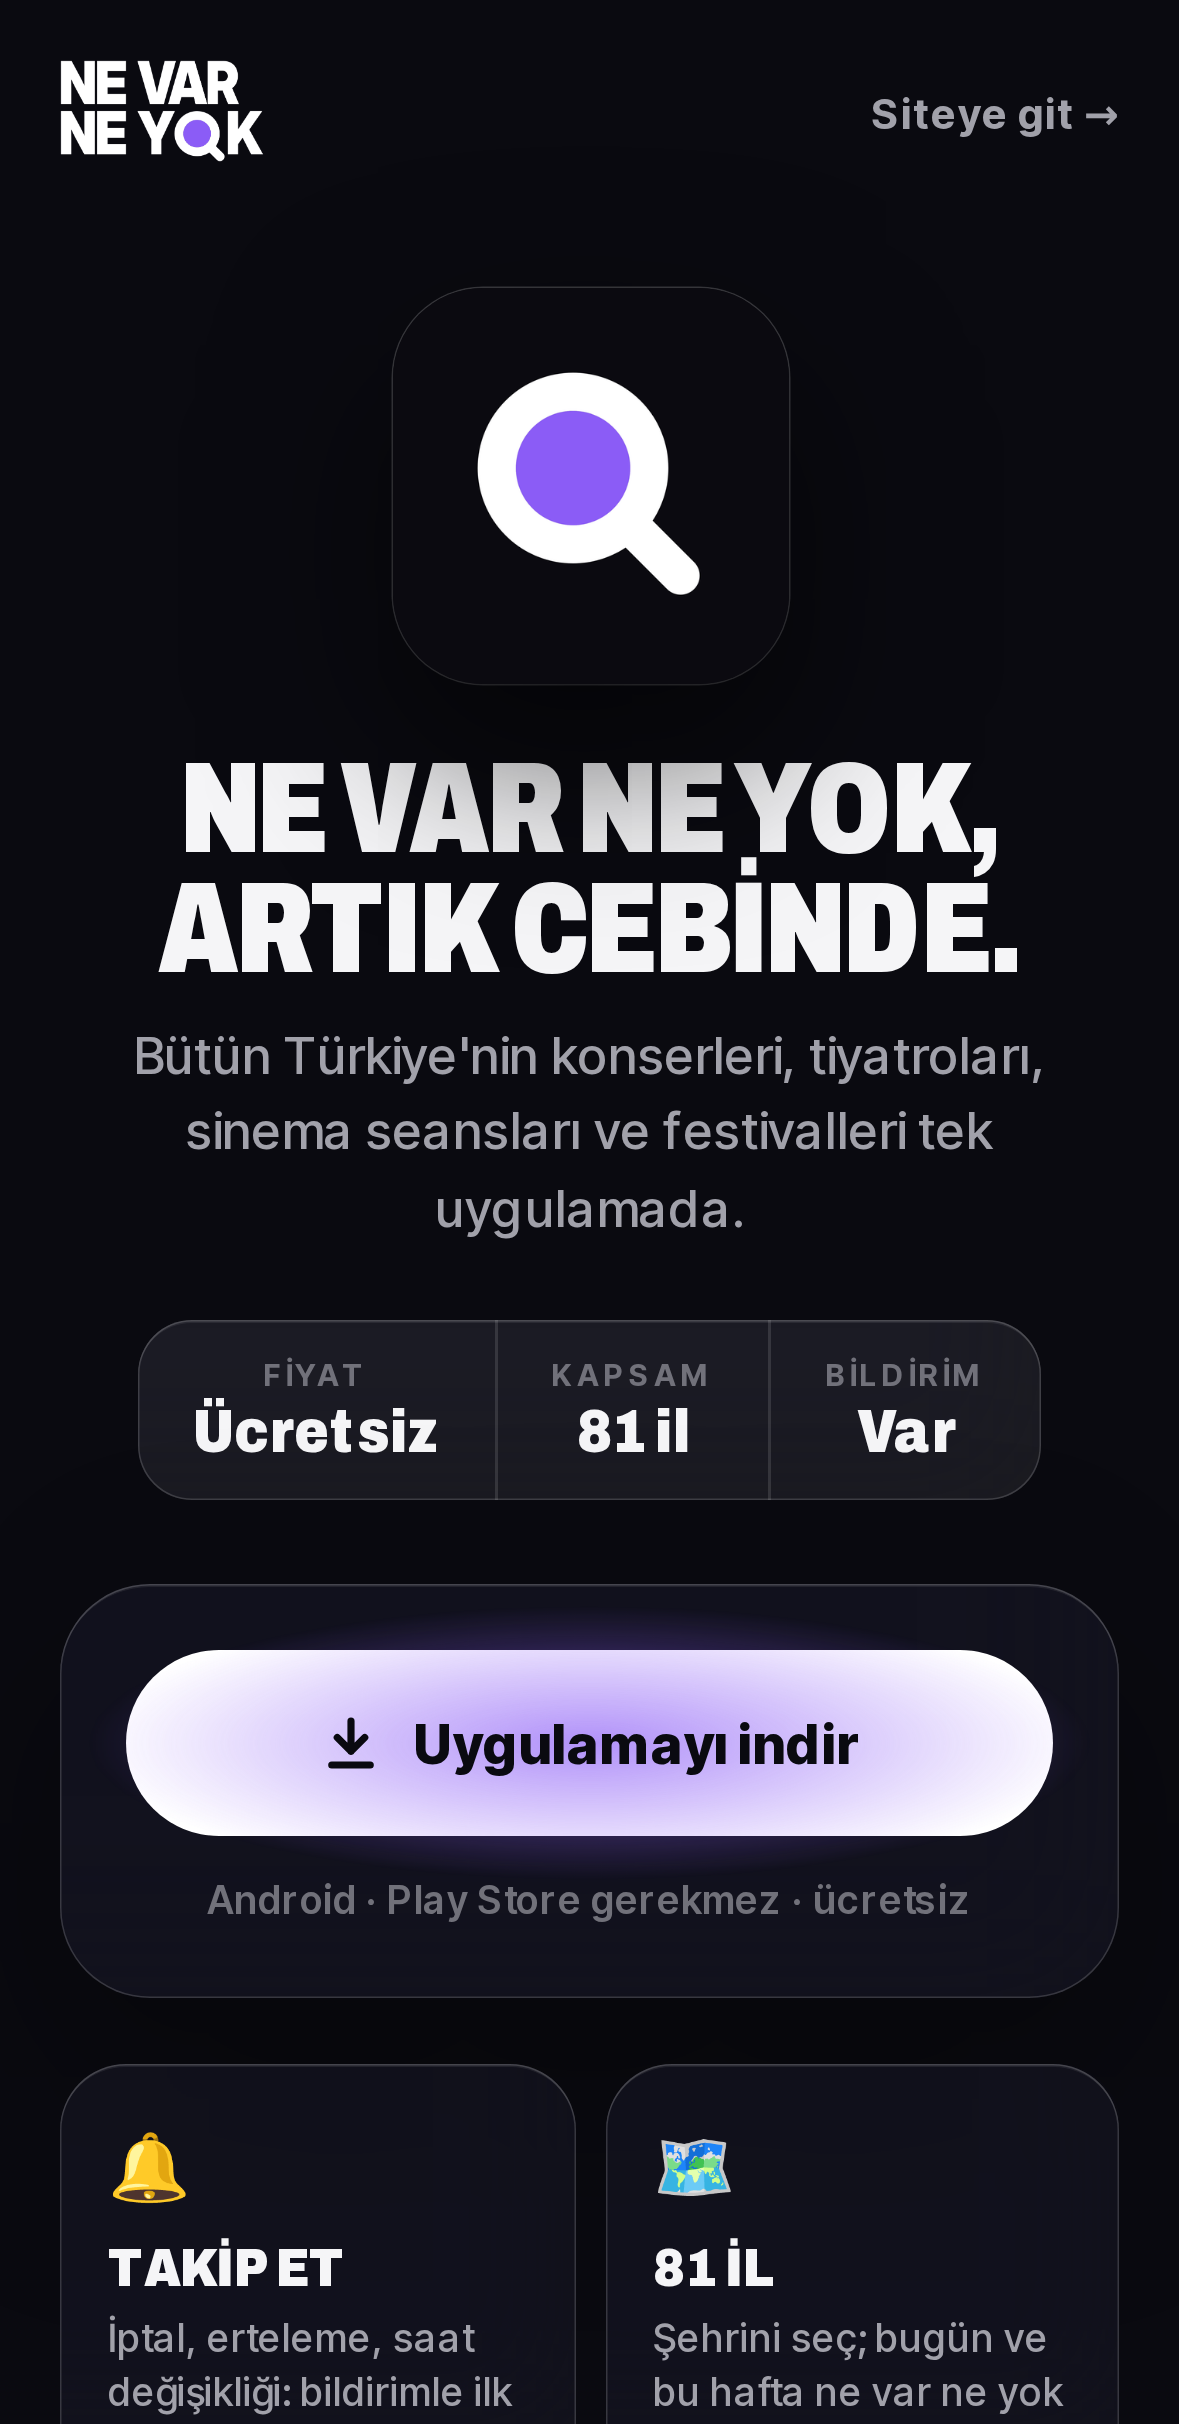 NE VAR
NE YOK
Siteye git →
NE VAR NE YOK,
ARTIK CEBİNDE.
Bütün Türkiye'nin konserleri, tiyatroları,
sinema seansları ve festivalleri tek
uygulamada.
FİYAT
Ücretsiz
KAPSAM
81 il
BİLDİRİM
Var
Uygulamayı indir
Android · Play Store gerekmez · ücretsiz
TAKİP ET
İptal, erteleme, saat
değişikliği: bildirimle ilk
81 İL
Şehrini seç; bugün ve
bu hafta ne var ne yok